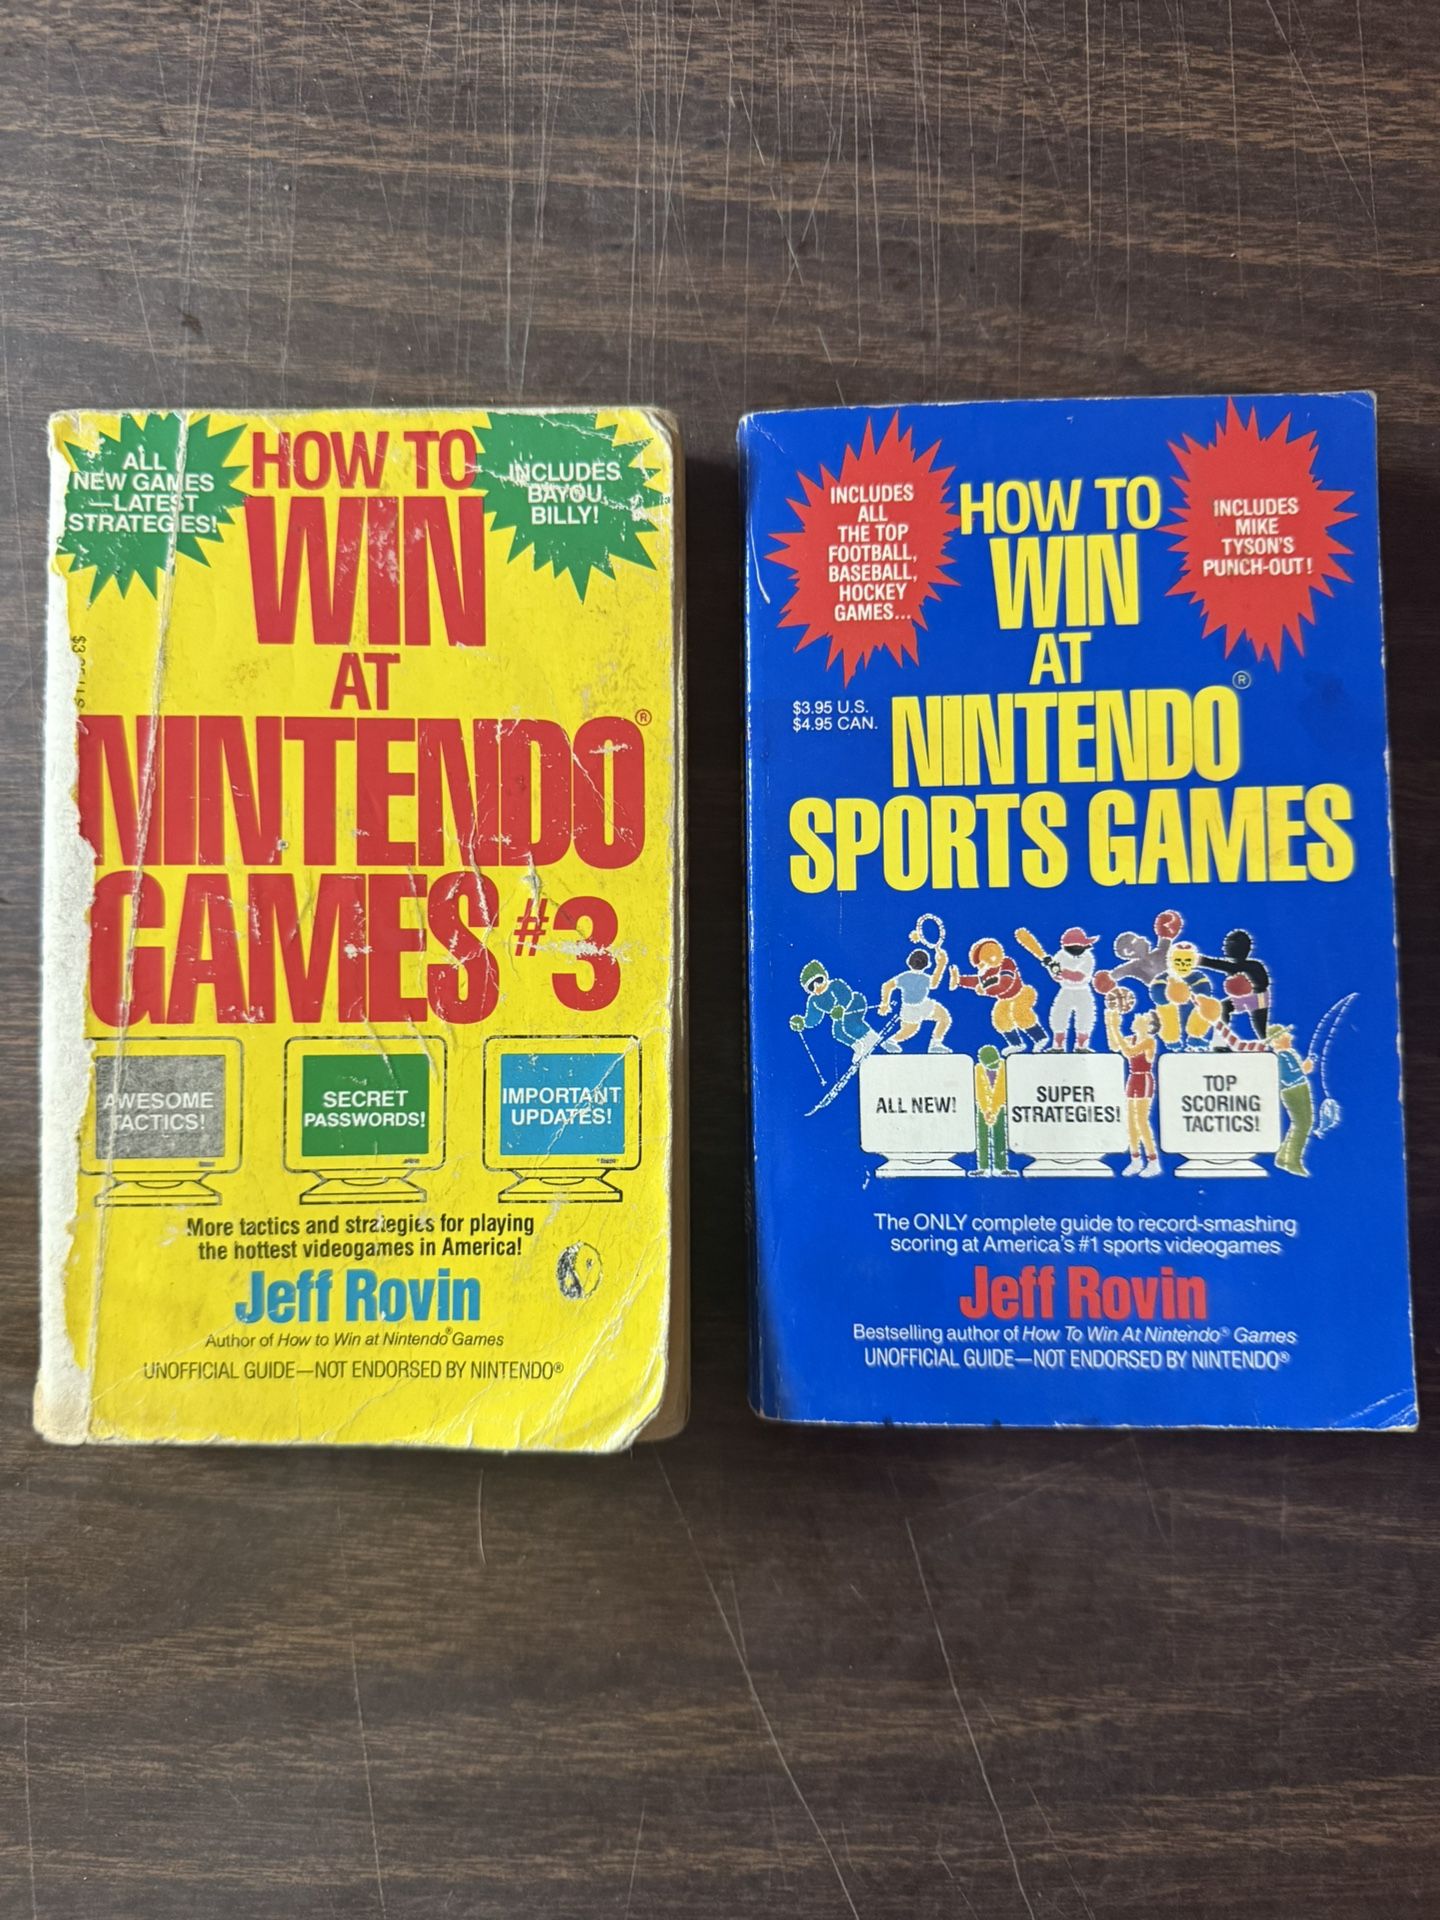 ALL
NEW GAMES
—LATEST
STRATEGIES!
HOW TO
WIN
AT
NINTENDO®
GAMES #3
INCLUDES
BAYOU
BILLY!
AWESOME
TACTICS!
SECRET
PASSWORDS!
IMPORTANT
UPDATES!
More tactics and strategies for playing
the hottest videogames in America!
Jeff Rovin
Author of How to Win at Nintendo® Games
UNOFFICIAL GUIDE—NOT ENDORSED BY NINTENDO®
INCLUDES
ALL
THE TOP
FOOTBALL,
BASEBALL,
HOCKEY
GAMES...
HOW TO
WIN
AT
NINTENDO®
SPORTS GAMES
INCLUDES
MIKE
TYSON'S
PUNCH-OUT!
$3.95 U.S.
$4.95 CAN.
ALL NEW!
SUPER
STRATEGIES!
TOP
SCORING
TACTICS!
The ONLY complete guide to record-smashing
scoring at America's #1 sports videogames
Jeff Rovin
Bestselling author of How To Win At Nintendo® Games
UNOFFICIAL GUIDE—NOT ENDORSED BY NINTENDO®